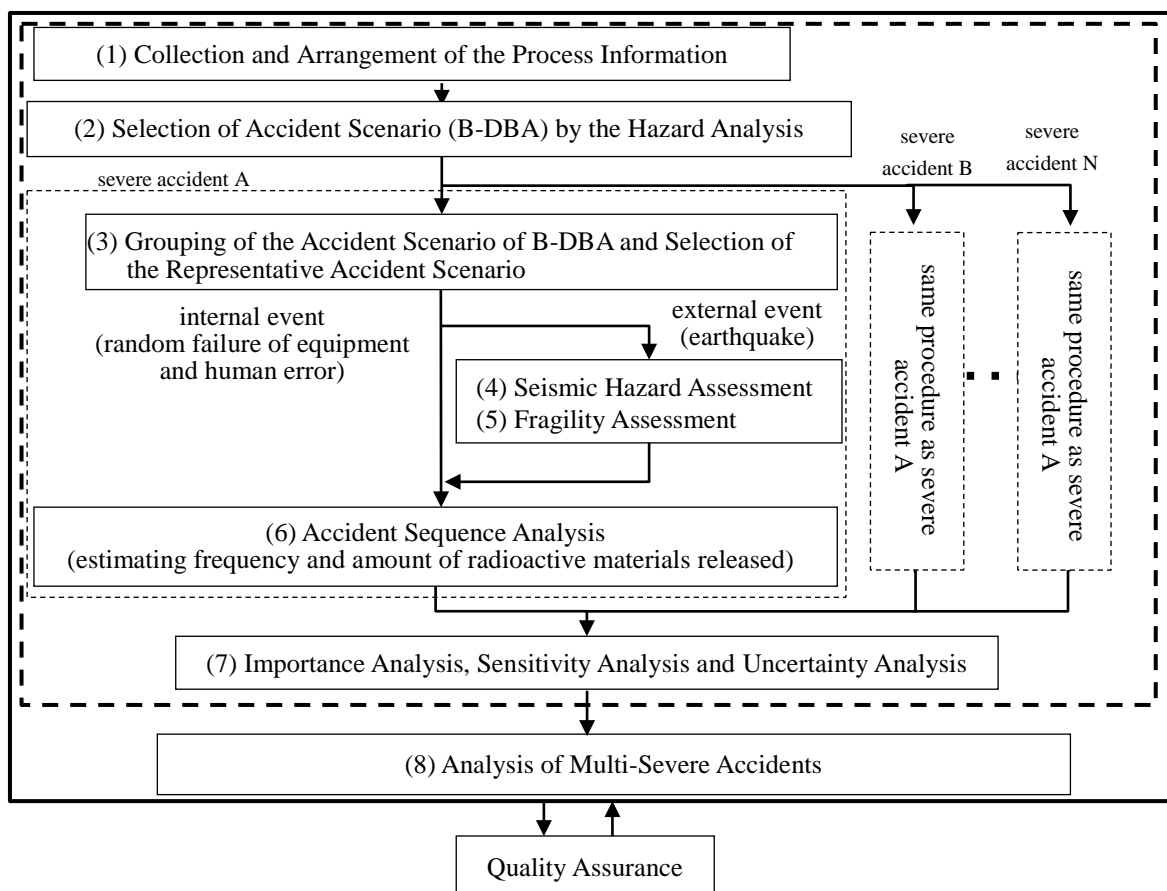 (1) Collection and Arrangement of the Process Information
(2) Selection of Accident Scenario (B-DBA) by the Hazard Analysis
severe
accident B
severe
accident N
severe accident A
(3) Grouping of the Accident Scenario of B-DBA and Selection of
the Representative Accident Scenario
internal event
(random failure of equipment
and human error)
external event
(earthquake)
(4) Seismic Hazard Assessment
(5) Fragility Assessment
same procedure as severe
accident A
same procedure as severe
accident A
(6) Accident Sequence Analysis
(estimating frequency and amount of radioactive materials released)
(7) Importance Analysis, Sensitivity Analysis and Uncertainty Analysis
(8) Analysis of Multi-Severe Accidents
Quality Assurance